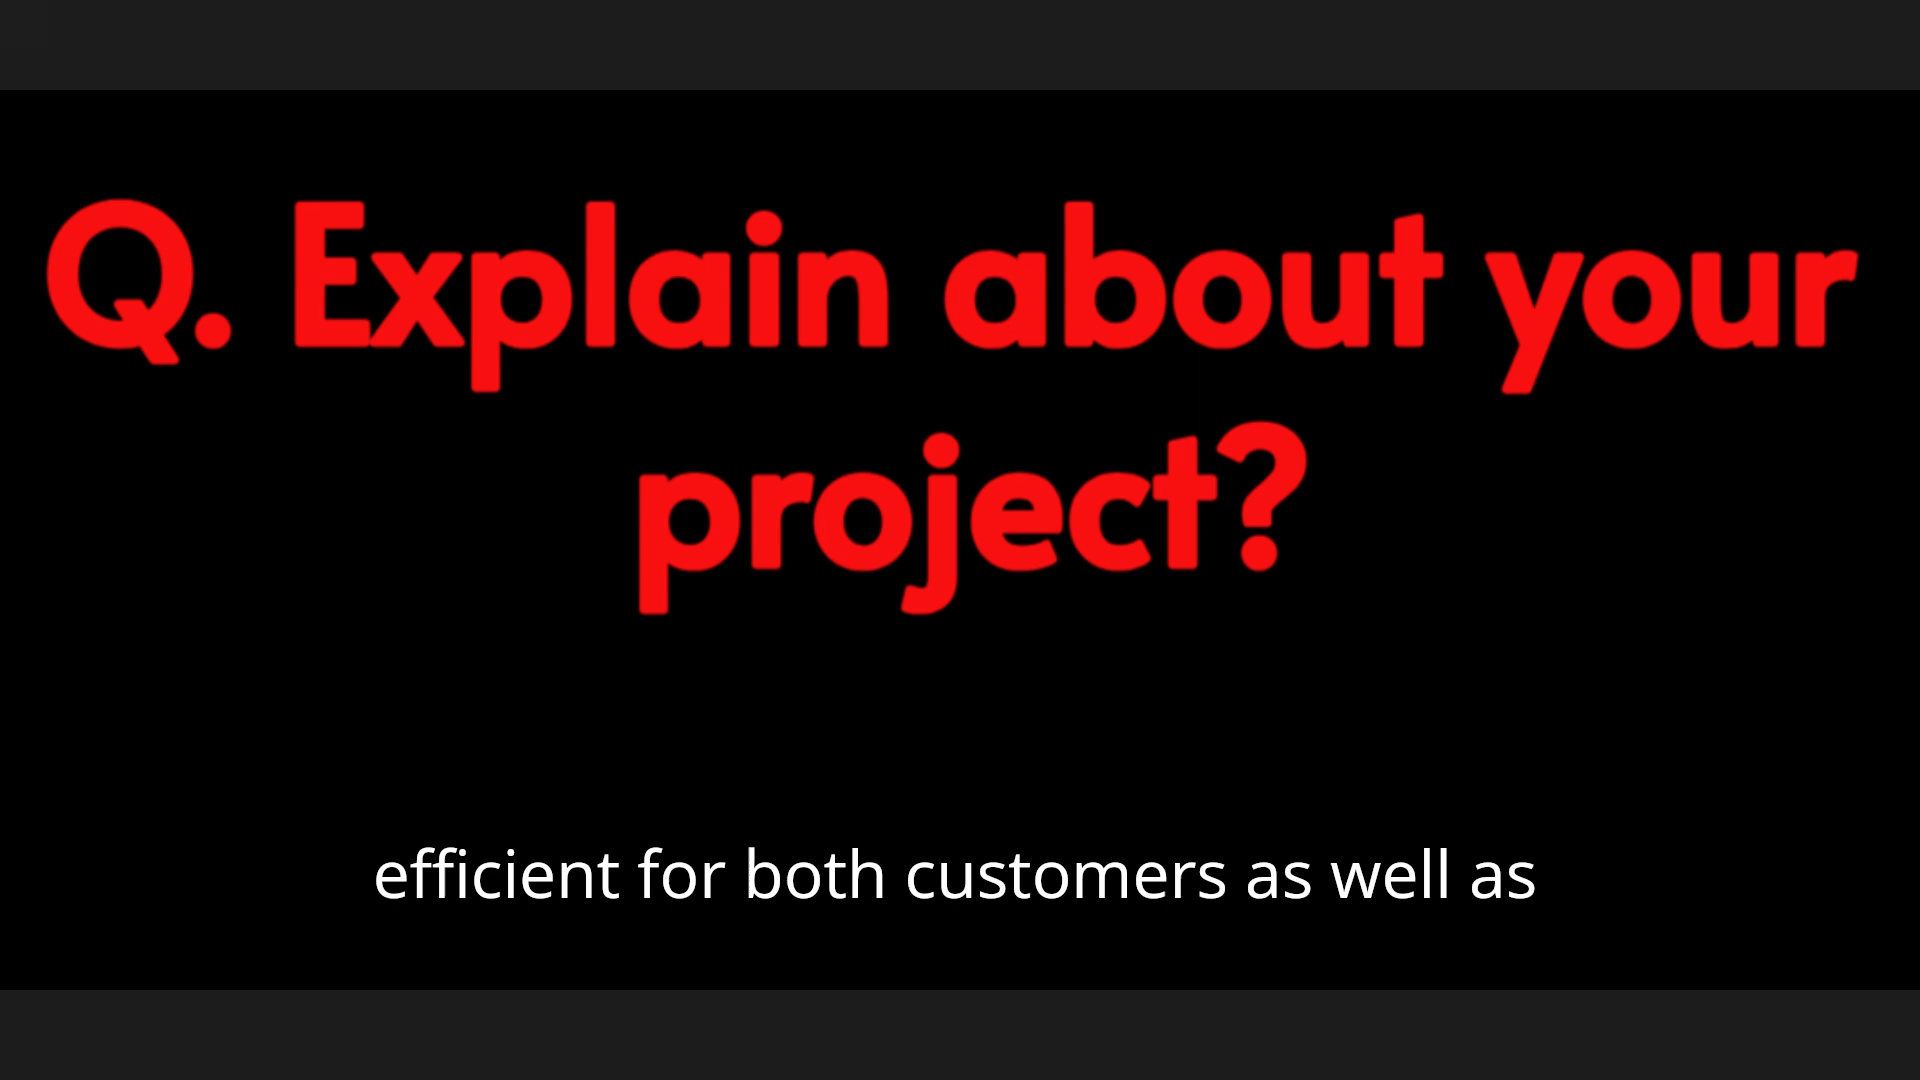 Q. Explain about your
project?
efficient for both customers as well as